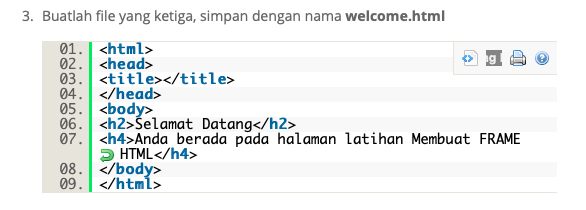 3. Buatlah file yang ketiga, simpan dengan nama welcome.html
01. <html>
02. <head>
03. <title></title>
04. </head>
05. <body>
06. <h2>Selamat Datang</h2>
07. <h4>Anda berada pada halaman latihan Membuat FRAME
HTML</h4>
08. </body>
09. </html>